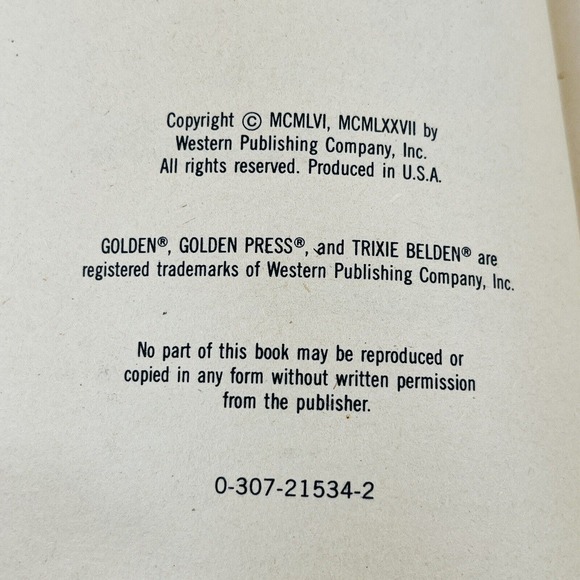 Copyright © MCMLVI, MCMLXXVII by
Western Publishing Company, Inc.
All rights reserved. Produced in U.S.A.
GOLDEN®, GOLDEN PRESS®, and TRIXIE BELDEN® are
registered trademarks of Western Publishing Company, Inc.
No part of this book may be reproduced or
copied in any form without written permission
from the publisher.
0-307-21534-2